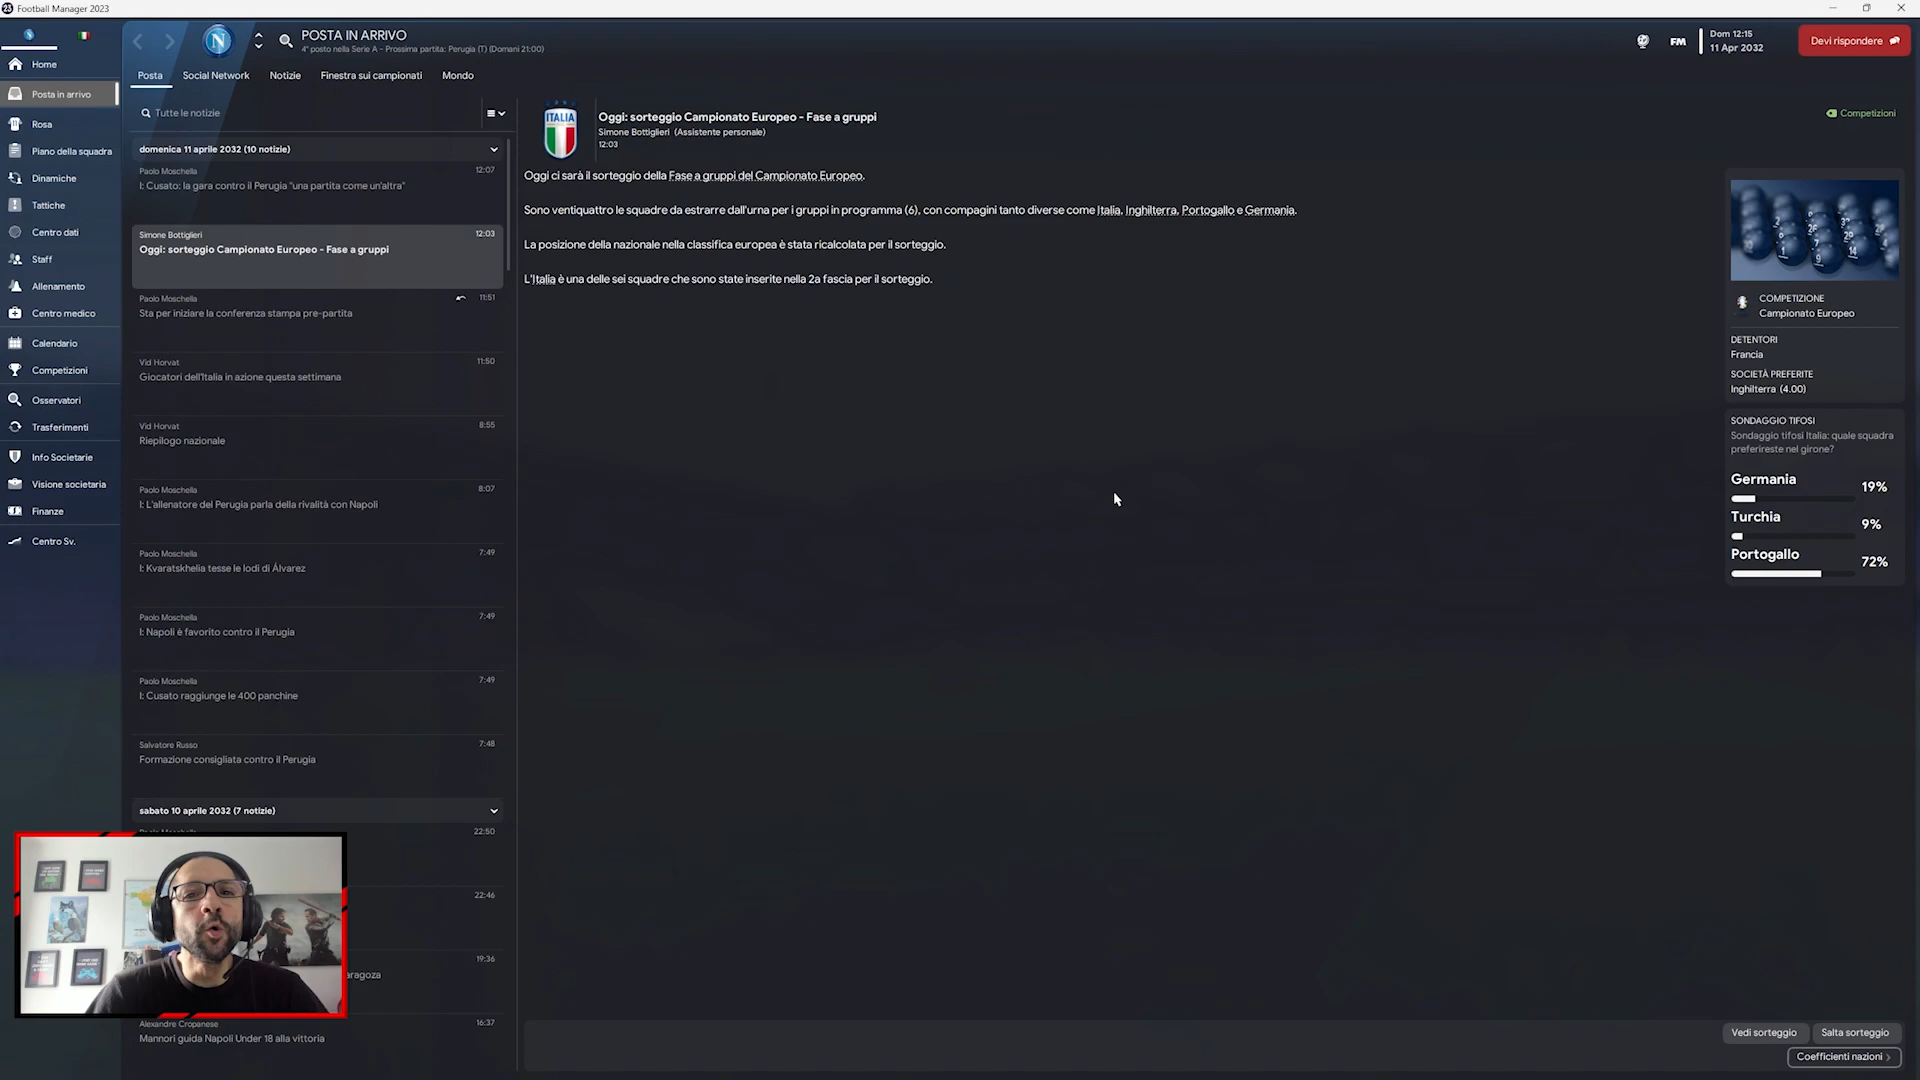 Football Manager 2023
POSTA IN ARRIVO
4° posto nella Serie A - Prossima partita: Perugia (T) (Domani 21:00)
FM
Dom 12:15
11 Apr 2032
Devi rispondere
Posta
Social Network
Notizie
Finestra sui campionati
Mondo
Home
Posta in arrivo
Rosa
Piano della squadra
Dinamiche
Tattiche
Centro dati
Staff
Allenamento
Centro medico
Calendario
Competizioni
Osservatori
Trasferimenti
Info Societarie
Visione societaria
Finanze
Centro Sv.
Tutte le notizie
domenica 11 aprile 2032 (10 notizie)
Paolo Moschella 12:07
I: Cusato: la gara contro il Perugia "una partita come un'altra"
Simone Bottiglieri 12:03
Oggi: sorteggio Campionato Europeo - Fase a gruppi
Paolo Moschella 11:51
Sta per iniziare la conferenza stampa pre-partita
Vid Horvat 11:50
Giocatori dell'Italia in azione questa settimana
Vid Horvat 8:55
Riepilogo nazionale
Paolo Moschella 8:07
I: L'allenatore del Perugia parla della rivalità con Napoli
Paolo Moschella 7:49
I: Kvaratskhelia tesse le lodi di Álvarez
Paolo Moschella 7:49
I: Napoli è favorito contro il Perugia
Paolo Moschella 7:49
I: Cusato raggiunge le 400 panchine
Salvatore Russo 7:48
Formazione consigliata contro il Perugia
sabato 10 aprile 2032 (7 notizie)
22:50
22:46
19:36
aragoza
Alexandre Cropanese 16:37
Mannori guida Napoli Under 18 alla vittoria
ITALIA
Oggi: sorteggio Campionato Europeo - Fase a gruppi
Simone Bottiglieri (Assistente personale)
12:03
Competizioni
Oggi ci sarà il sorteggio della Fase a gruppi del Campionato Europeo.
Sono ventiquattro le squadre da estrarre dall'urna per i gruppi in programma (6), con compagini tanto diverse come Italia, Inghilterra, Portogallo e Germania.
La posizione della nazionale nella classifica europea è stata ricalcolata per il sorteggio.
L'Italia è una delle sei squadre che sono state inserite nella 2a fascia per il sorteggio.
COMPETIZIONE
Campionato Europeo
DETENTORI
Francia
SOCIETÀ PREFERITE
Inghilterra (4.00)
SONDAGGIO TIFOSI
Sondaggio tifosi Italia: quale squadra
preferireste nel girone?
Germania 19%
Turchia 9%
Portogallo 72%
Vedi sorteggio
Salta sorteggio
Coefficienti nazioni